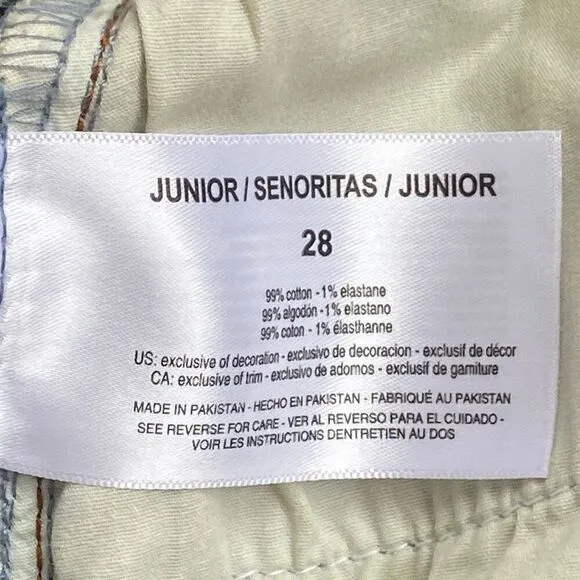 JUNIOR / SENORITAS / JUNIOR
28
99% cotton - 1% elastane
99% algodón - 1% elastano
99% coton - 1% élasthanne
US: exclusive of decoration - exclusivo de decoracion - exclusif de décor
CA: exclusive of trim - exclusivo de adornos - exclusif de garniture
MADE IN PAKISTAN - HECHO EN PAKISTAN - FABRIQUÉ AU PAKISTAN
SEE REVERSE FOR CARE - VER AL REVERSO PARA EL CUIDADO -
VOIR LES INSTRUCTIONS DENTRETIEN AU DOS